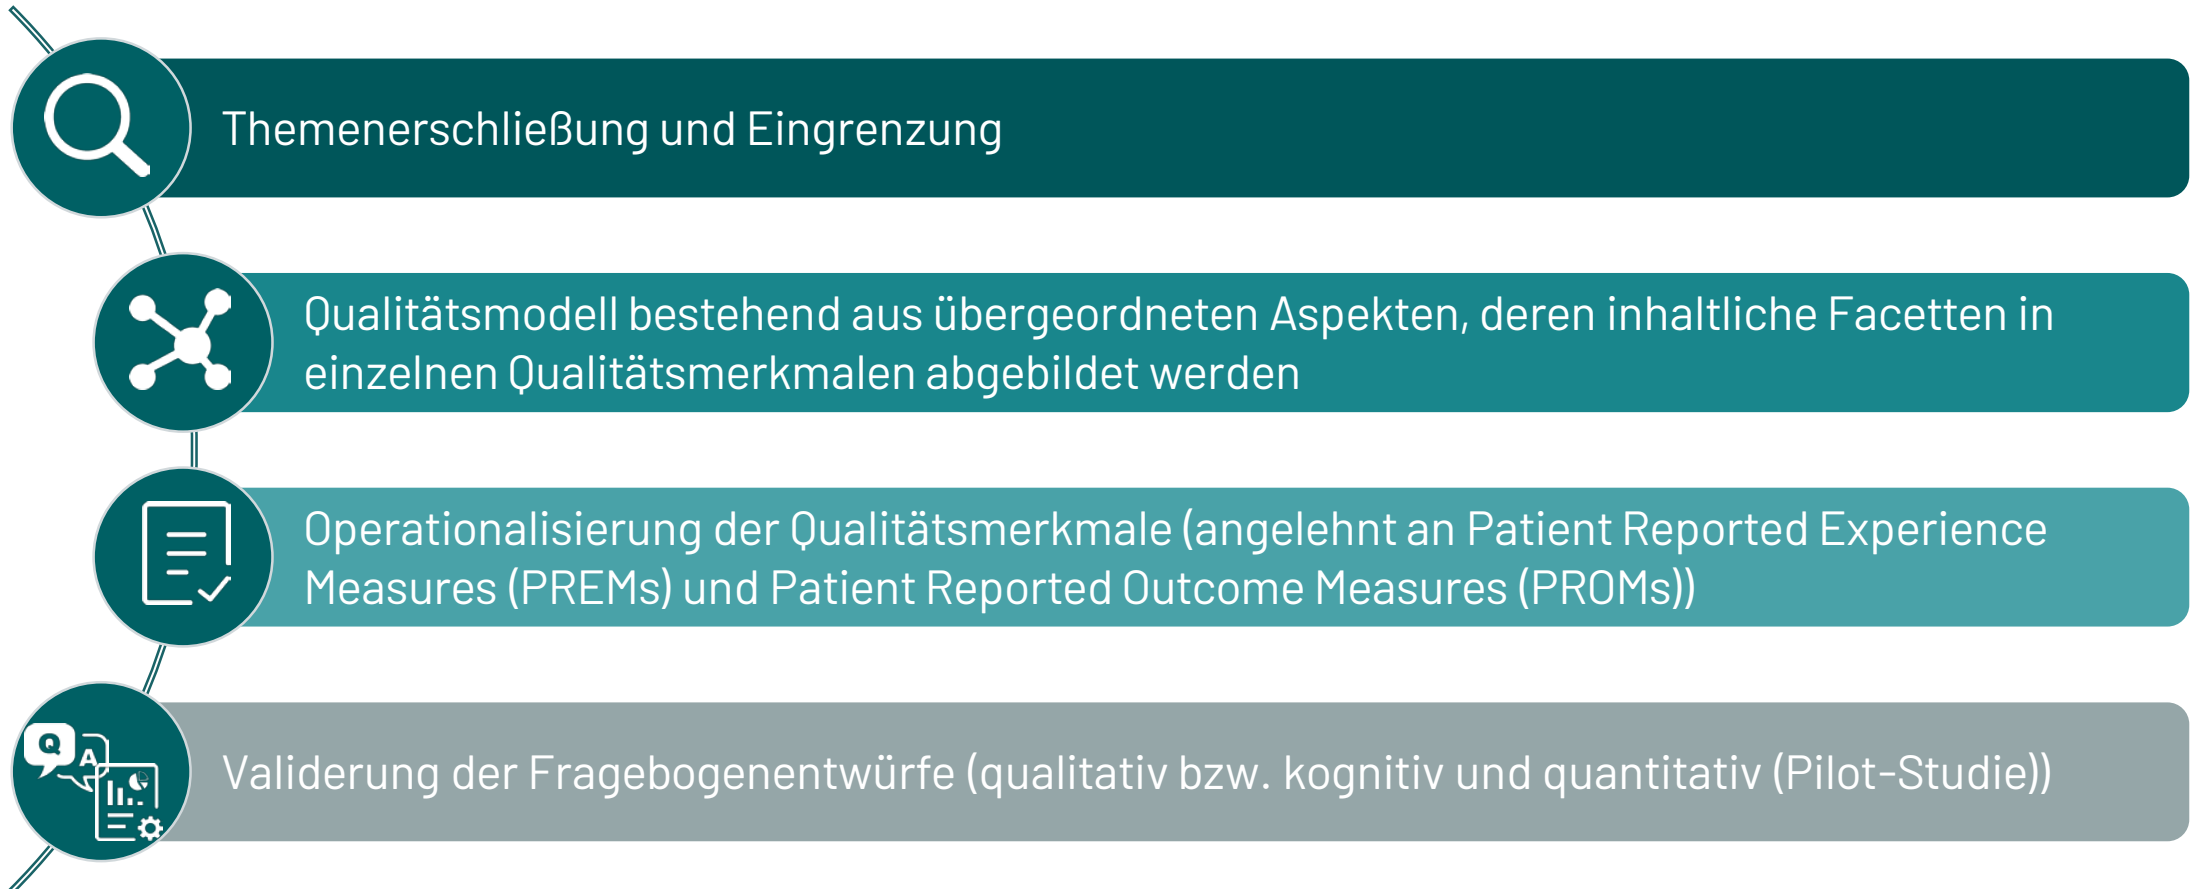 Themenerschließung und Eingrenzung
Qualitätsmodell bestehend aus übergeordneten Aspekten, deren inhaltliche Facetten in
einzelnen Qualitätsmerkmalen abgebildet werden
Operationalisierung der Qualitätsmerkmale (angelehnt an Patient Reported Experience
Measures (PREMs) und Patient Reported Outcome Measures (PROMs))
Q
A
Validerung der Fragebogenentwürfe (qualitativ bzw. kognitiv und quantitativ (Pilot-Studie))